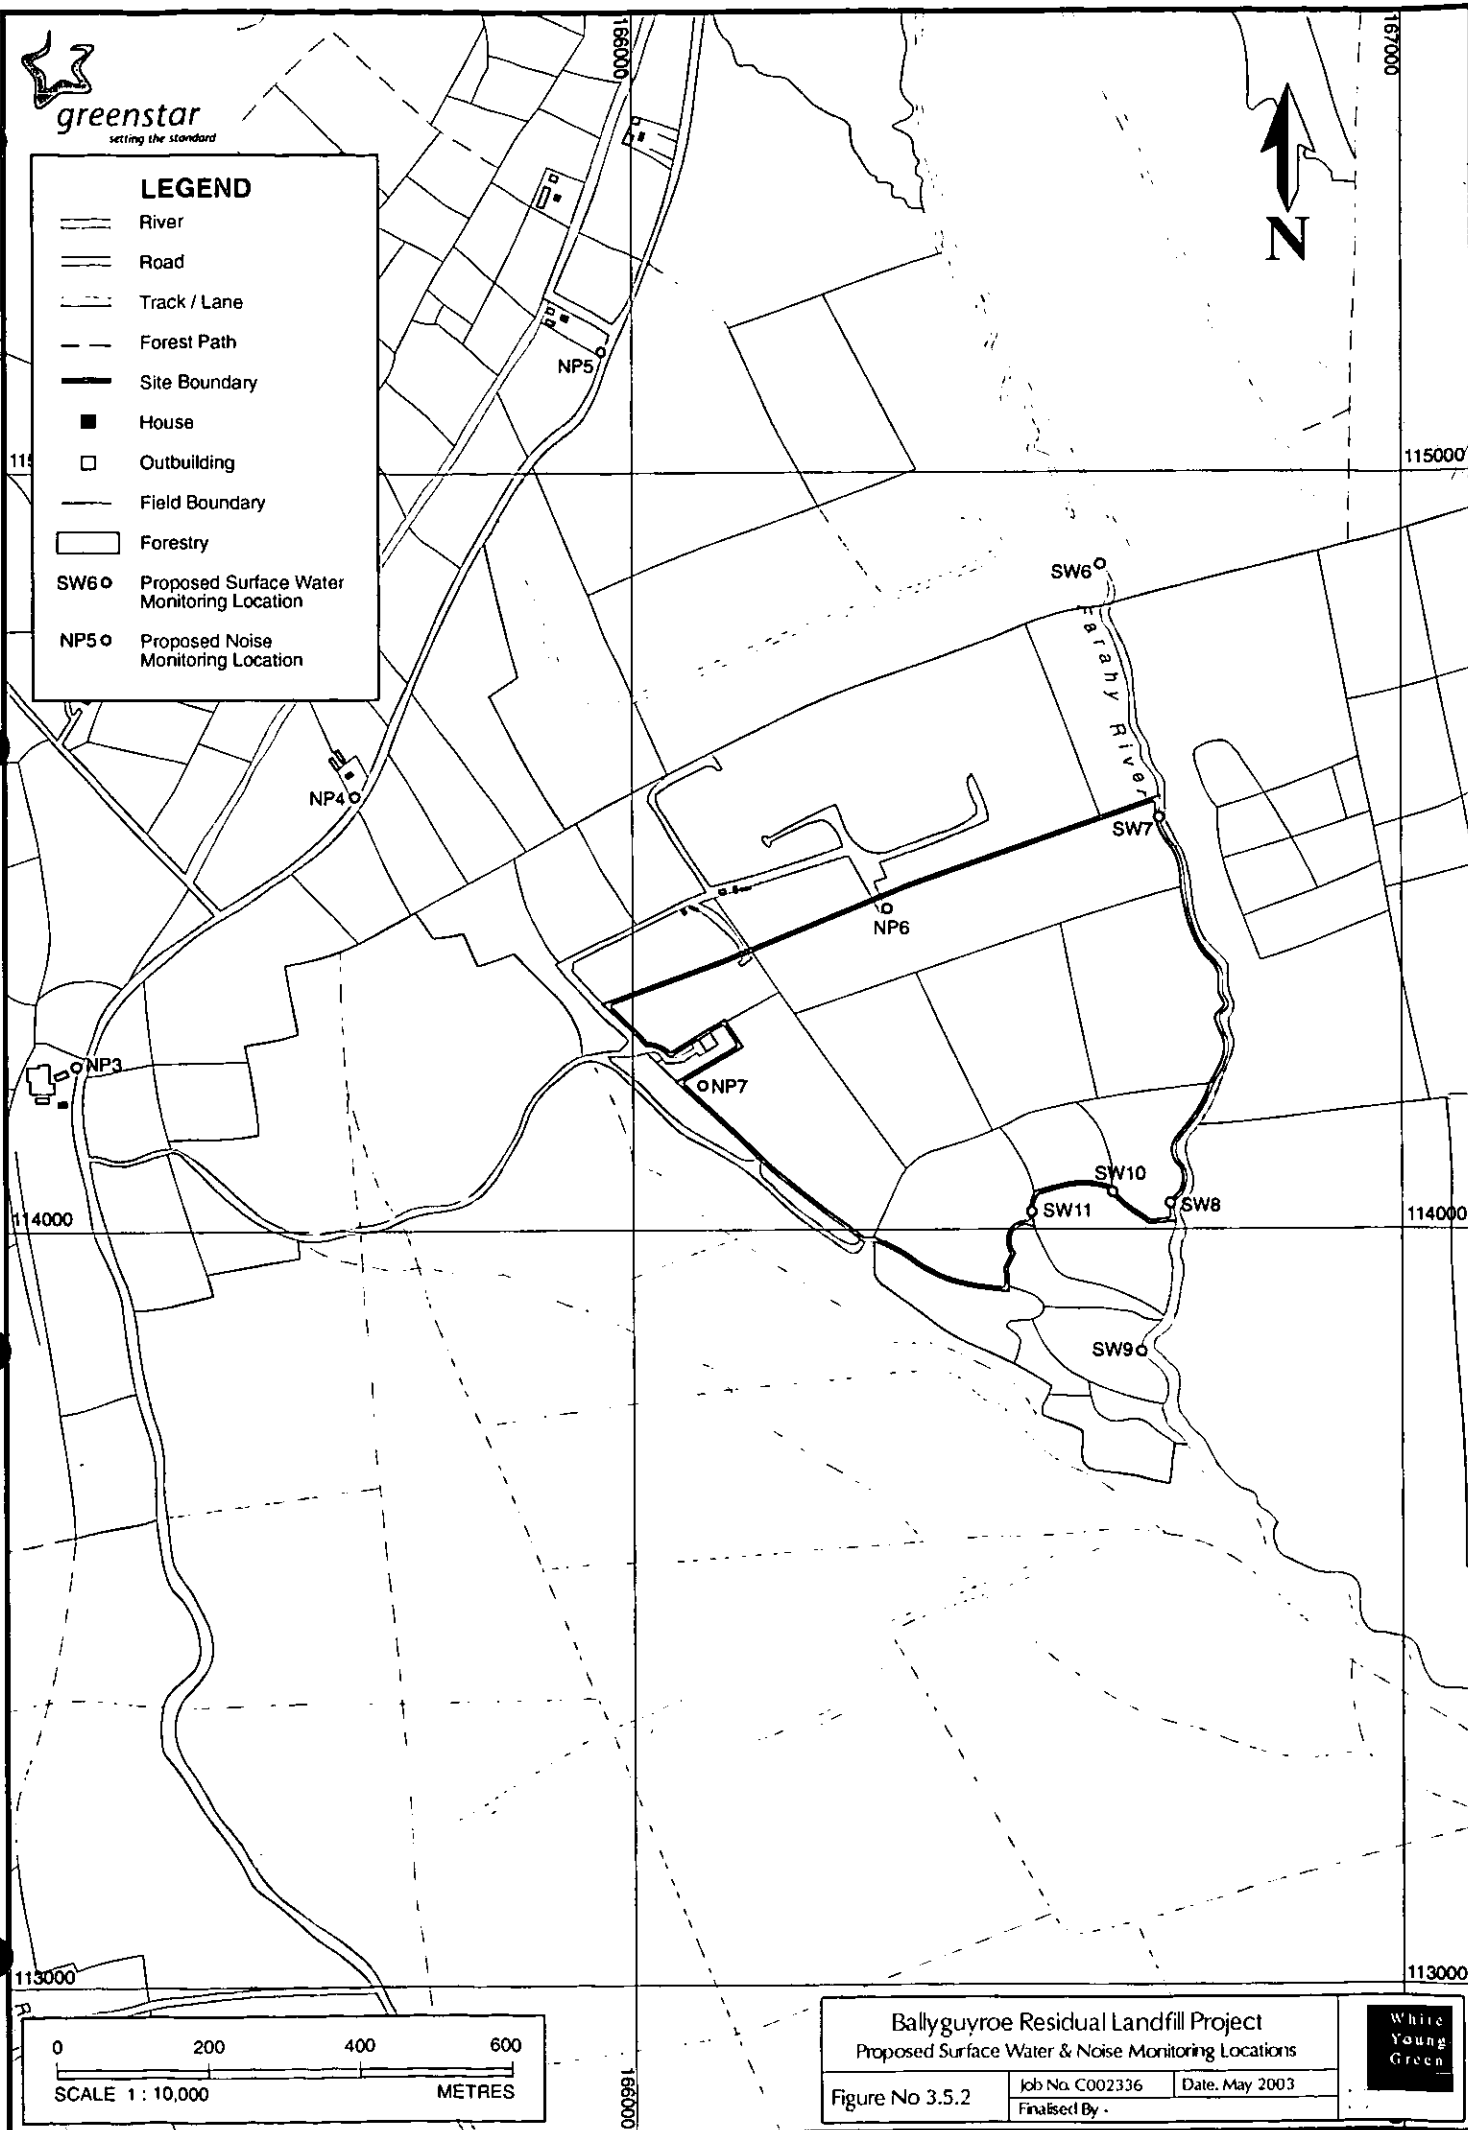 166000
167000
greenstar
setting the standard
LEGEND
River
Road
Track / Lane
Forest Path
Site Boundary
House
Outbuilding
Field Boundary
Forestry
SW6 Proposed Surface Water
Monitoring Location
NP5 Proposed Noise
Monitoring Location
N
NP5
115000
SW6
Farahy River
NP4
SW7
NP6
NP3
NP7
SW10
SW11
SW8
114000
114000
SW9
113000
113000
R
0 200 400 600
SCALE 1 : 10,000 METRES
166000
Ballyguyroe Residual Landfill Project
Proposed Surface Water & Noise Monitoring Locations
Figure No 3.5.2
Job No. C002336
Date. May 2003
Finalised By -
White
Young
Green